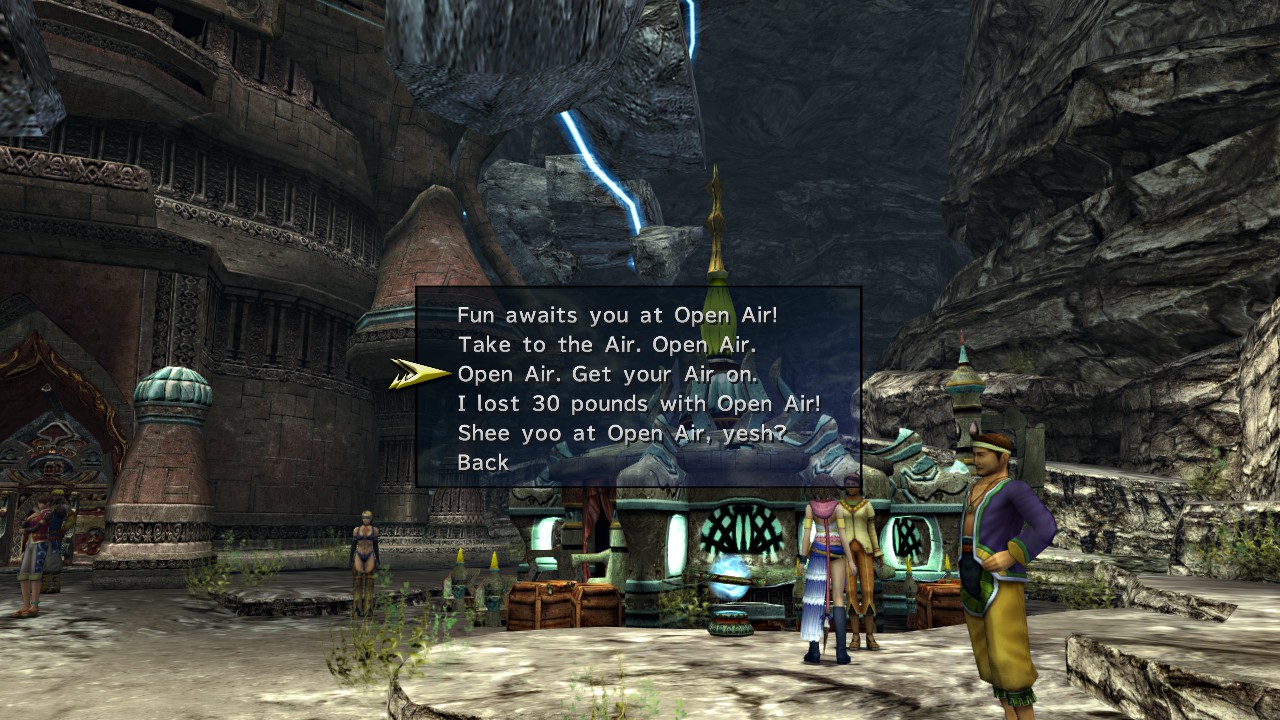 Fun awaits you at Open Air!
Take to the Air. Open Air.
Open Air. Get your Air on.
I lost 30 pounds with Open Air!
Shee yoo at Open Air, yesh?
Back